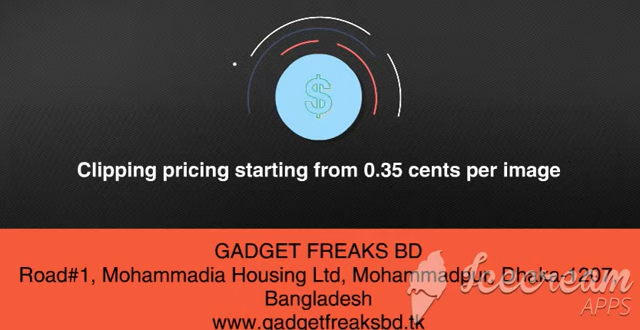 $
Clipping pricing starting from 0.35 cents per image
GADGET FREAKS BD
Road#1, Mohammadia Housing Ltd, Mohammadpur, Dhaka-1207,
Bangladesh
www.gadgetfreaksbd.tk
Icecream
APPS